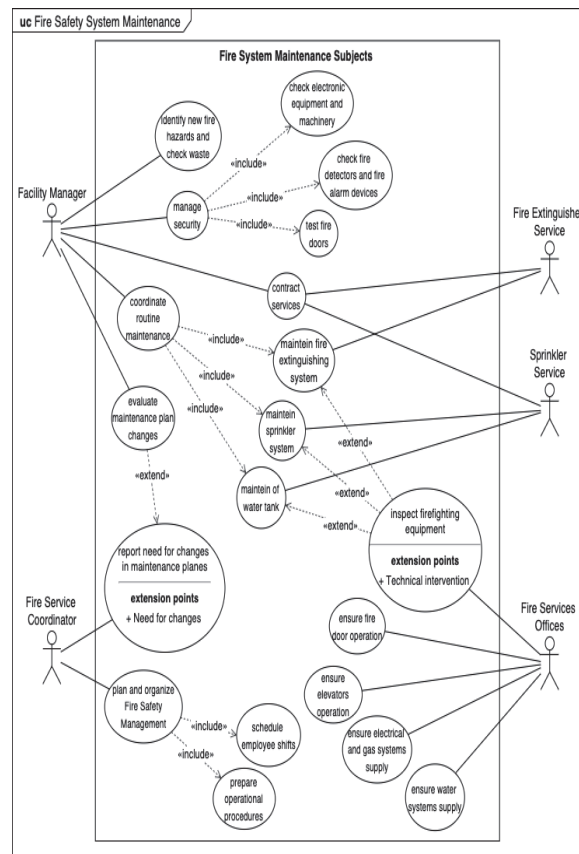 uc Fire Safety System Maintenance
Fire System Maintenance Subjects
check electronic
equipment and
machinery
identify new fire
hazards and
check waste
«include»
check fire
detectors and fire
alarm devices
«include»
Facility Manager
manage
security
«include»
test fire
doors
Fire Extinguisher
Service
contract
services
coordinate
routine
maintenance
«include»
maintein fire
extinguishing
system
Sprinkler
Service
«include»
evaluate
maintenance plan
changes
«include»
maintein
sprinkler
system
«extend»
«extend»
maintein of
water tank
«extend»
«extend»
inspect firefighting
equipment
extension points
+ Technical intervention
report need for changes
in maintenance planes
extension points
+ Need for changes
Fire Service
Coordinator
ensure fire
door operation
Fire Services
Offices
plan and organize
Fire Safety
Management
«include»
schedule
employee shifts
«include»
prepare
operational
procedures
ensure
elevators
operation
ensure electrical
and gas systems
supply
ensure water
systems supply